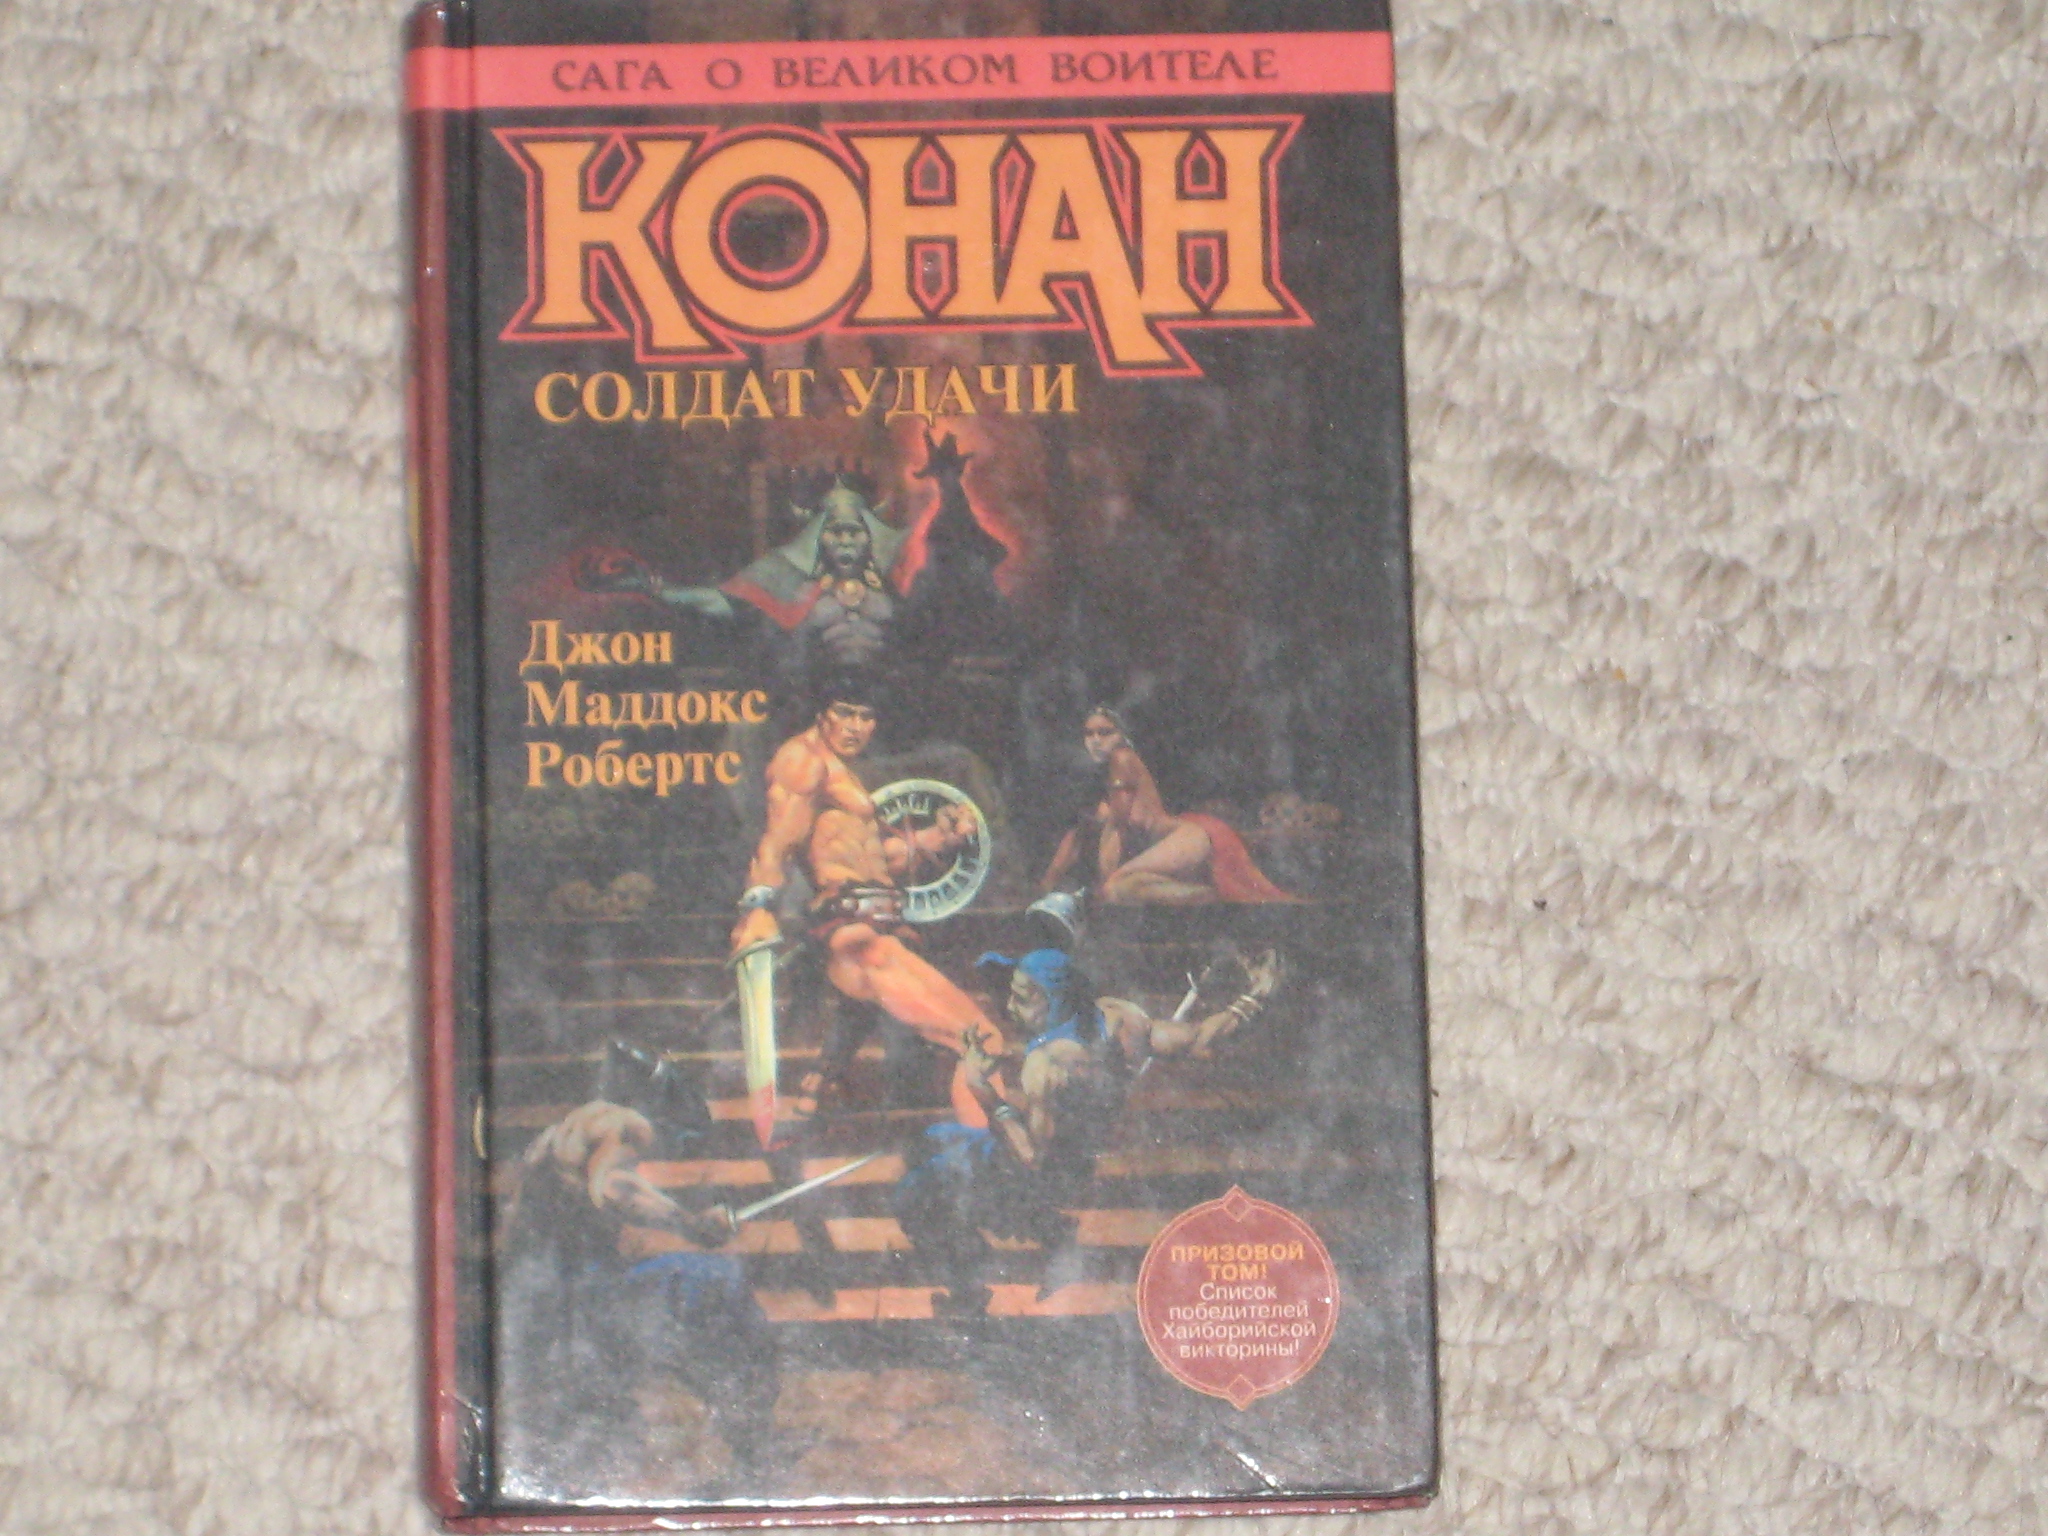 САГА О ВЕЛИКОМ ВОИТЕЛЕ
КОНАН
СОЛДАТ УДАЧИ
Джон
Маддокс
Робертс
ПРИЗОВОЙ
ТОМ!
Список
победителей
Хайборийской
викторины!